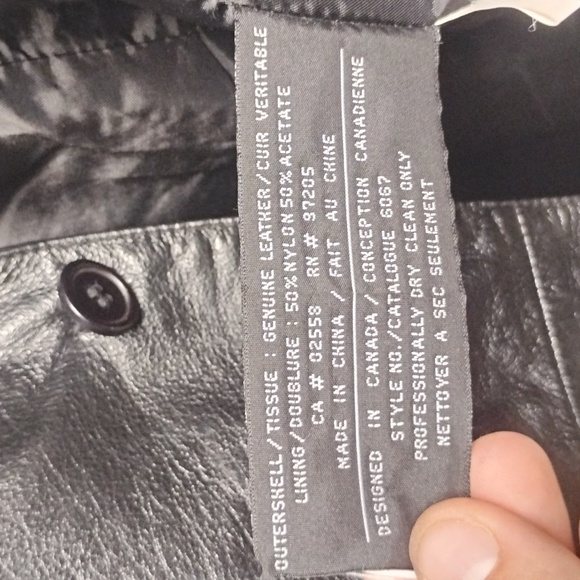 OUTERSHELL/TISSUE : GENUINE LEATHER/CUIR VERITABLE
LINING/DOUBLURE : 50% NYLON 50% ACETATE
CA # 02558 RN # 97205
MADE IN CHINA / FAIT AU CHINE
DESIGNED IN CANADA / CONCEPTION CANADIENNE
STYLE NO./CATALOGUE 6067
PROFESSIONALLY DRY CLEAN ONLY
NETTOYER A SEC SEULEMENT